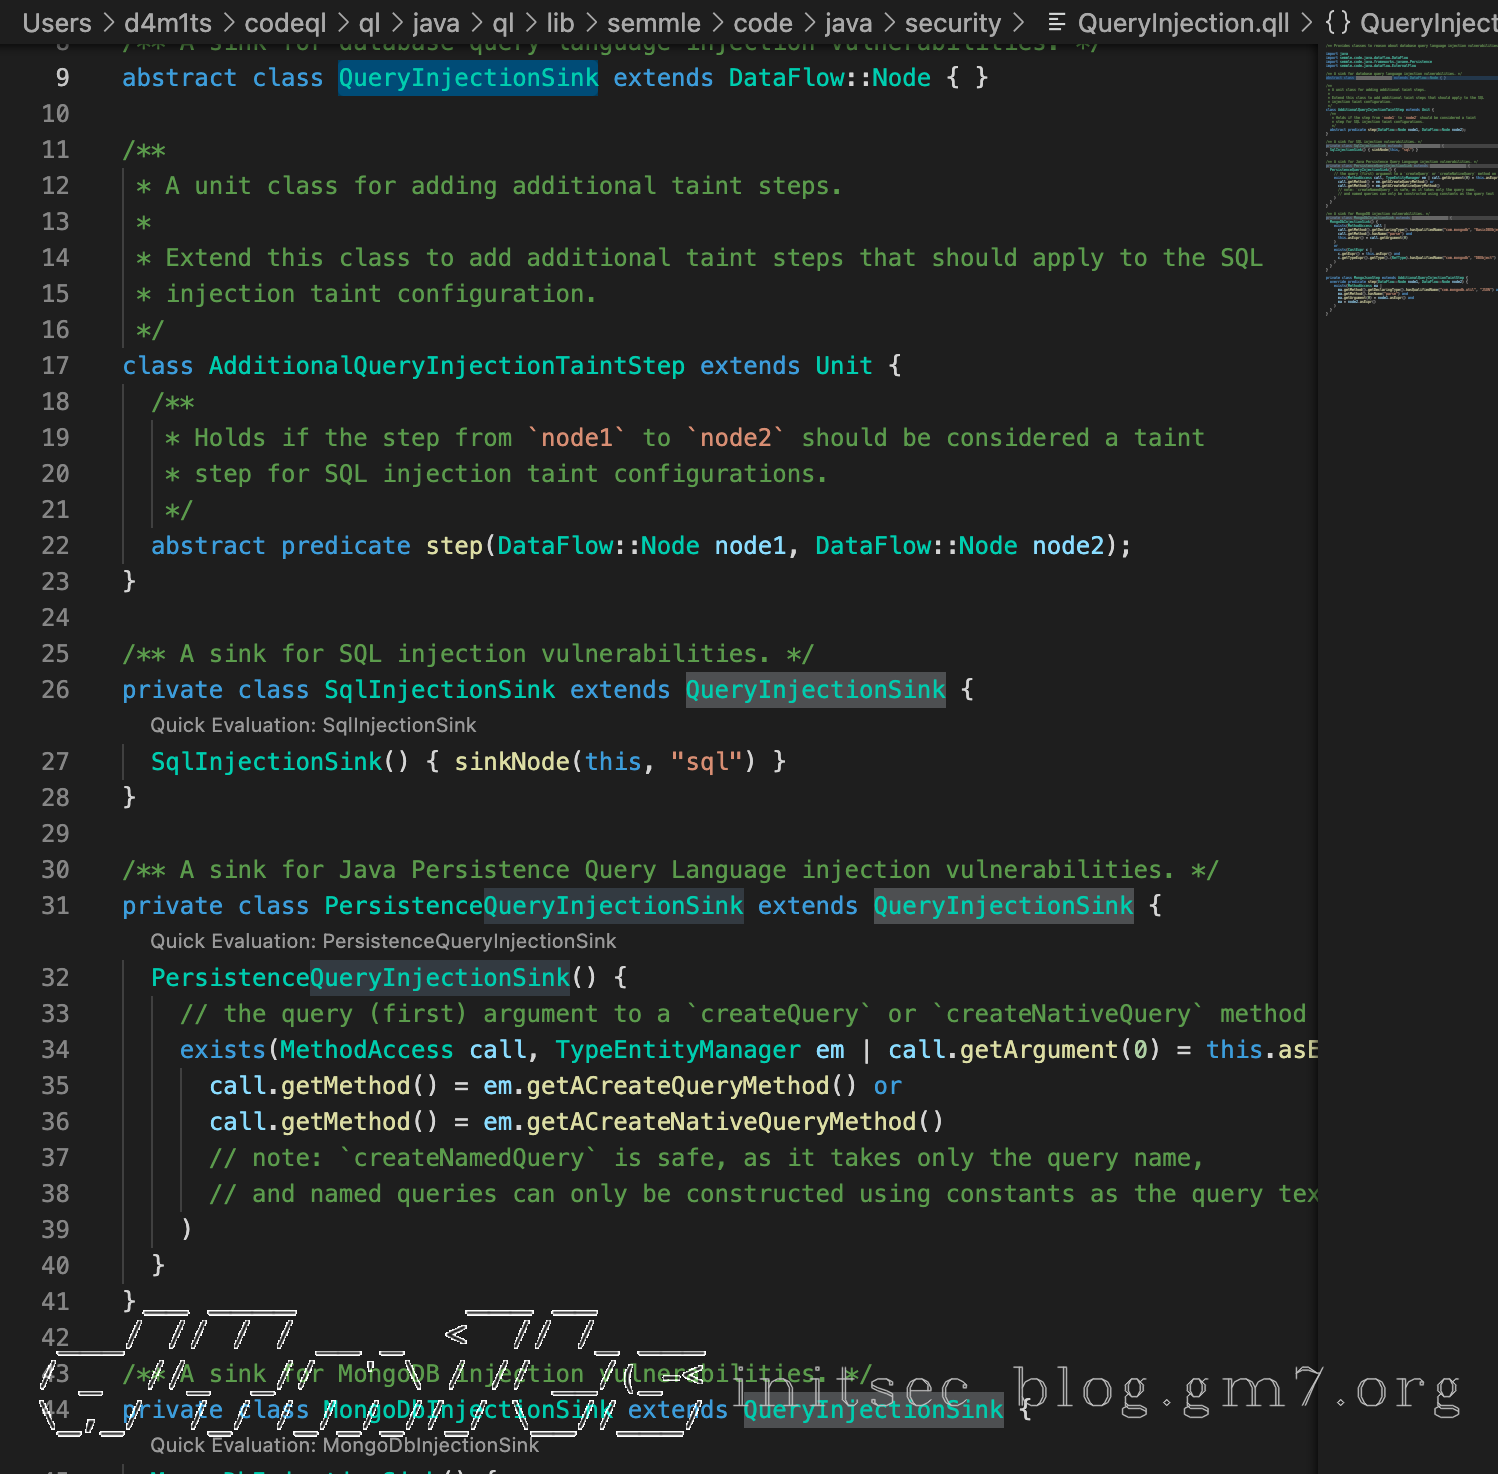 Users > d4m1ts > codeql > ql > java > ql > lib > semmle > code > java > security > QueryInjection.qll > {} QueryInject
8 /** A sink for database query language injection vulnerabilities. */
9 abstract class QueryInjectionSink extends DataFlow::Node { }
10
11 /**
12 * A unit class for adding additional taint steps.
13 *
14 * Extend this class to add additional taint steps that should apply to the SQL
15 * injection taint configuration.
16 */
17 class AdditionalQueryInjectionTaintStep extends Unit {
18 /**
19 * Holds if the step from `node1` to `node2` should be considered a taint
20 * step for SQL injection taint configurations.
21 */
22 abstract predicate step(DataFlow::Node node1, DataFlow::Node node2);
23 }
24
25 /** A sink for SQL injection vulnerabilities. */
26 private class SqlInjectionSink extends QueryInjectionSink {
Quick Evaluation: SqlInjectionSink
27 SqlInjectionSink() { sinkNode(this, "sql") }
28 }
29
30 /** A sink for Java Persistence Query Language injection vulnerabilities. */
31 private class PersistenceQueryInjectionSink extends QueryInjectionSink {
Quick Evaluation: PersistenceQueryInjectionSink
32 PersistenceQueryInjectionSink() {
33 // the query (first) argument to a `createQuery` or `createNativeQuery` method
34 exists(MethodAccess call, TypeEntityManager em | call.getArgument(0) = this.asE
35 call.getMethod() = em.getACreateQueryMethod() or
36 call.getMethod() = em.getACreateNativeQueryMethod()
37 // note: `createNamedQuery` is safe, as it takes only the query name,
38 // and named queries can only be constructed using constants as the query tex
39 )
40 }
41 }
42
43 /** A sink for MongoDB injection vulnerabilities. */
44 private class MongoDbInjectionSink extends QueryInjectionSink {
initsec blog.gm7.org
Quick Evaluation: MongoDbInjectionSink